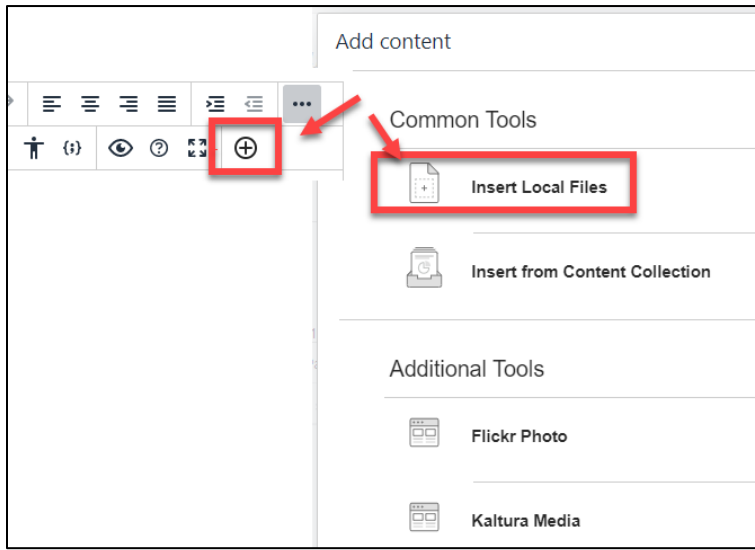 Add content
Common Tools
Insert Local Files
Insert from Content Collection
Additional Tools
Flickr Photo
Kaltura Media